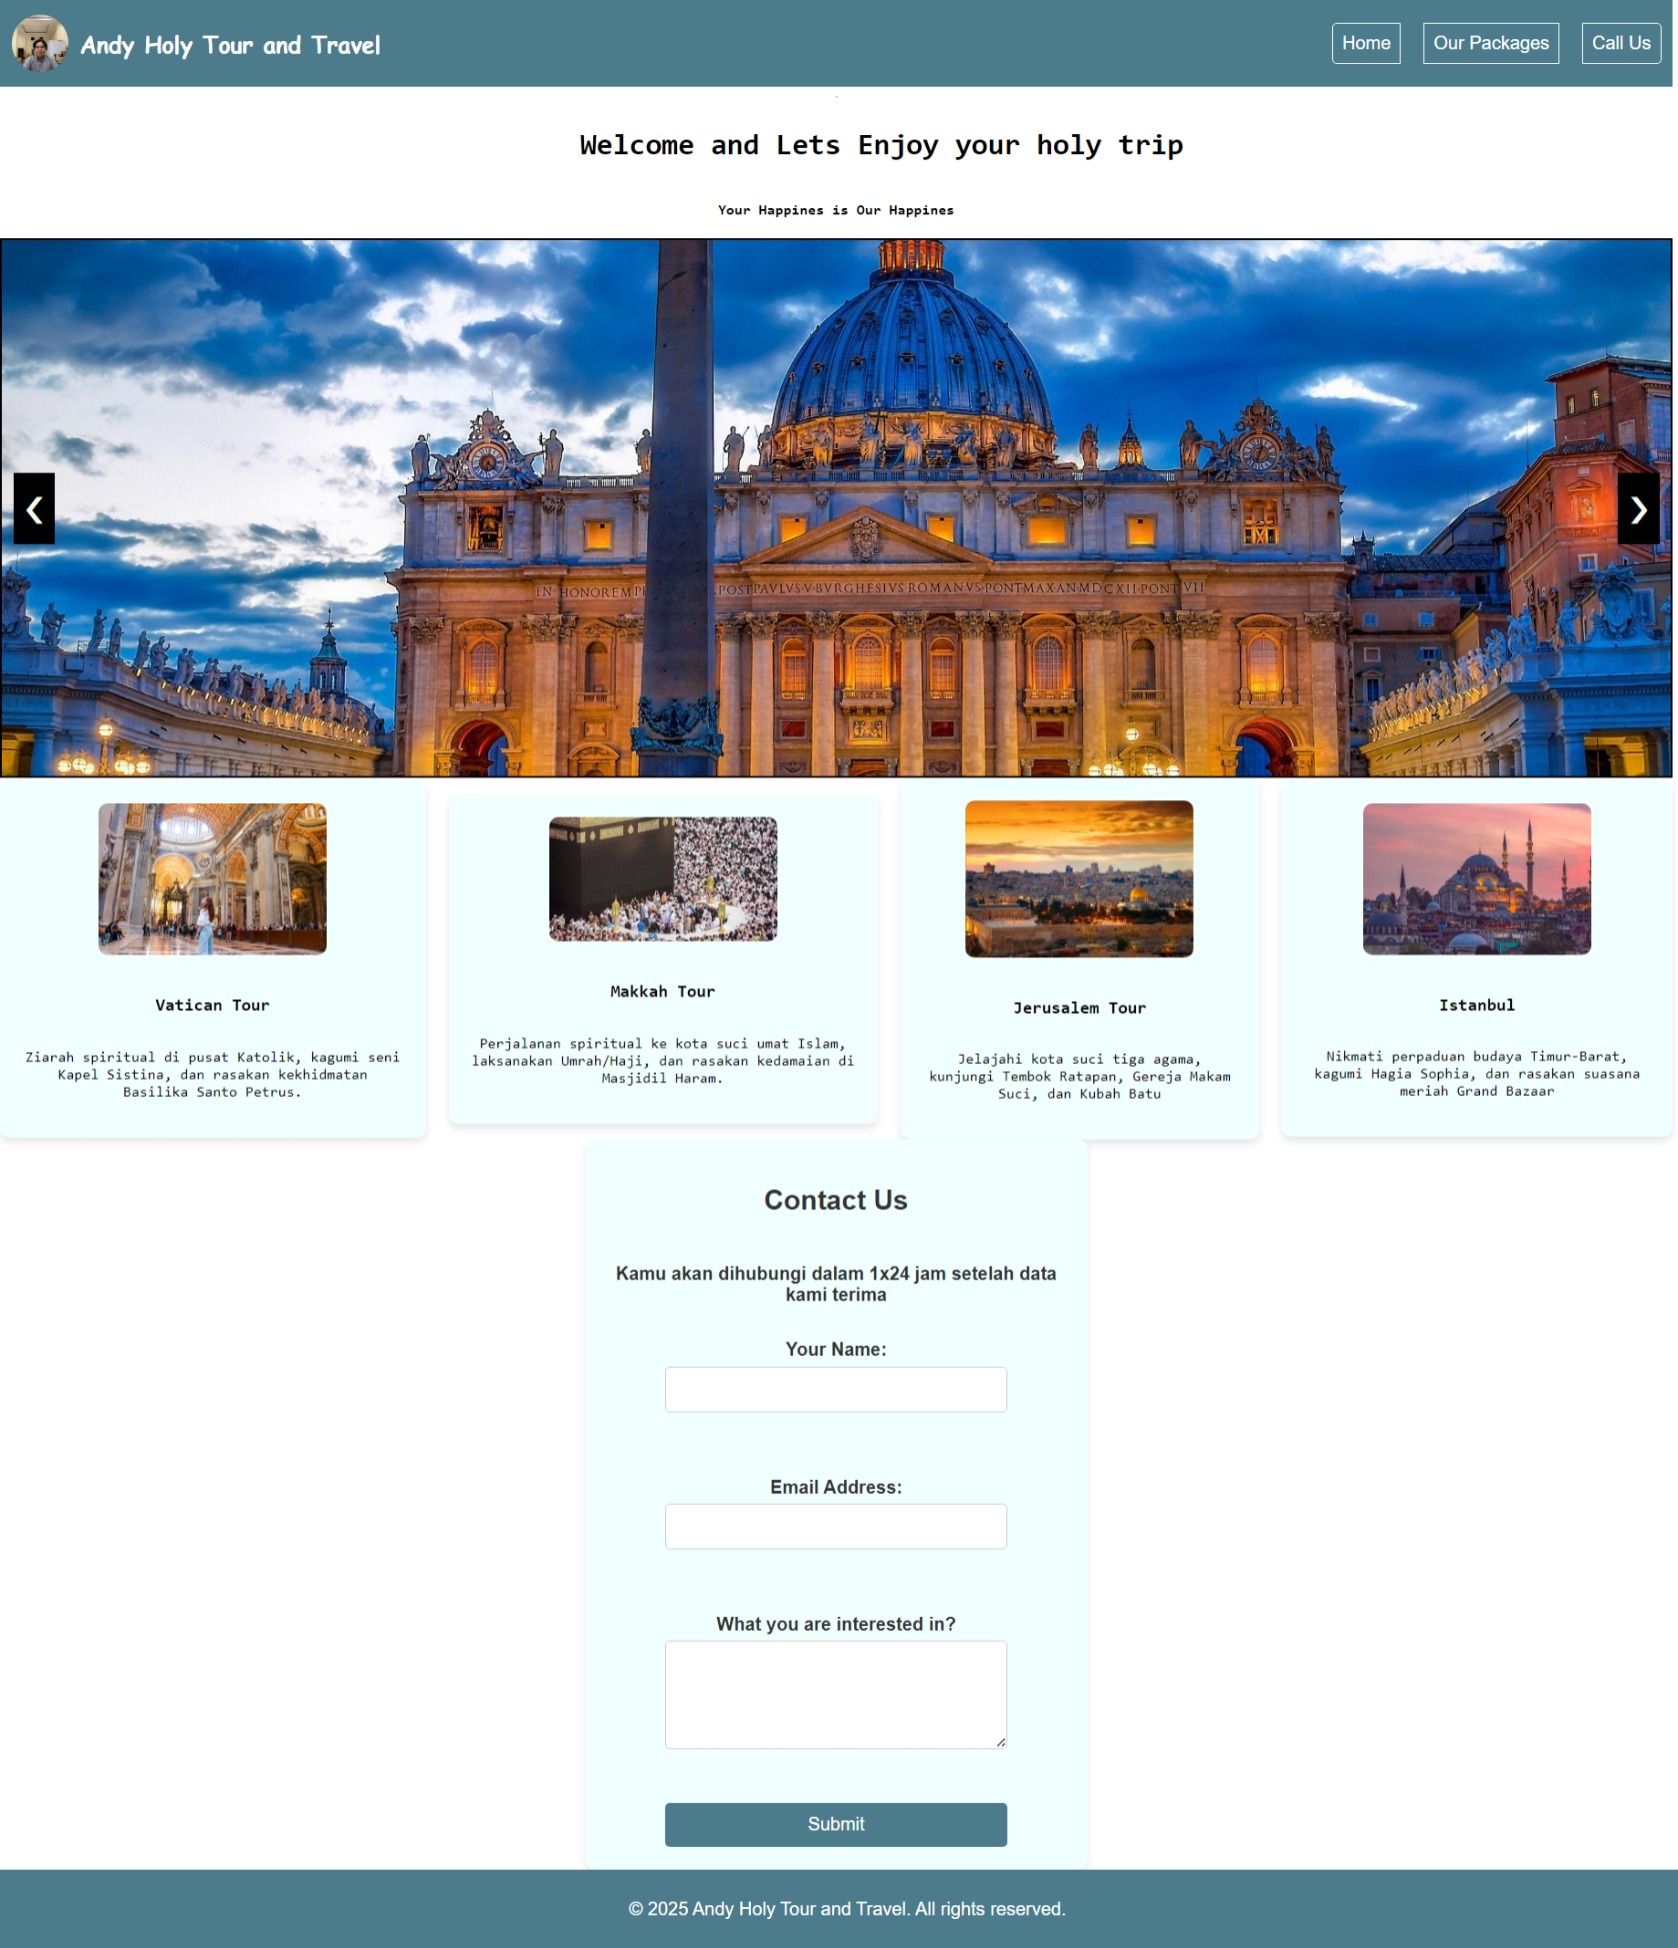 Andy Holy Tour and Travel
Home
Our Packages
Call Us
Welcome and Lets Enjoy your holy trip
Your Happines is Our Happines
❮
❯
IN·HONOREM
POST PAVLVS·V·BVRGHESIVS·ROMANVS·PONT·MAX·AN·MDCXII·PONT·VII
Vatican Tour
Ziarah spiritual di pusat Katolik, kagumi seni
Kapel Sistina, dan rasakan kekhidmatan
Basilika Santo Petrus.
Makkah Tour
Perjalanan spiritual ke kota suci umat Islam,
laksanakan Umrah/Haji, dan rasakan kedamaian di
Masjidil Haram.
Jerusalem Tour
Jelajahi kota suci tiga agama,
kunjungi Tembok Ratapan, Gereja Makam
Suci, dan Kubah Batu
Istanbul
Nikmati perpaduan budaya Timur-Barat,
kagumi Hagia Sophia, dan rasakan suasana
meriah Grand Bazaar
Contact Us
Kamu akan dihubungi dalam 1x24 jam setelah data
kami terima
Your Name:
Email Address:
What you are interested in?
Submit
© 2025 Andy Holy Tour and Travel. All rights reserved.